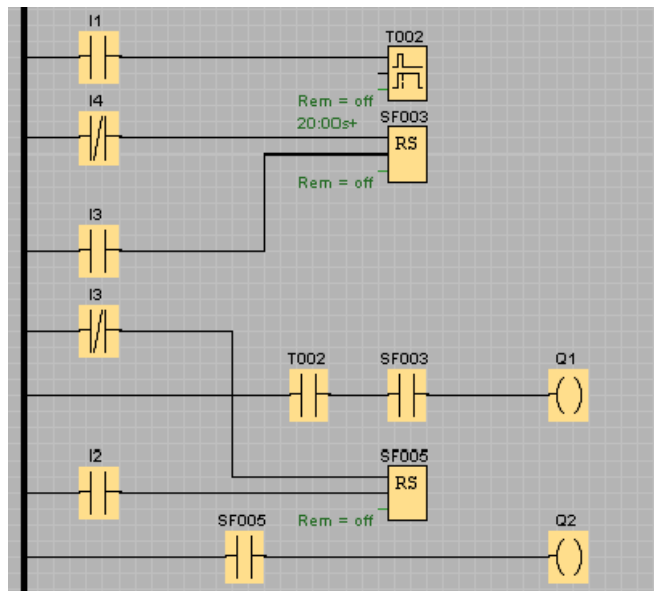 I1
T002
Rem = off
20:00s+
I4
SF003
RS
Rem = off
I3
I3
T002 SF003 Q1
I2
SF005
RS
Rem = off
SF005
Q2